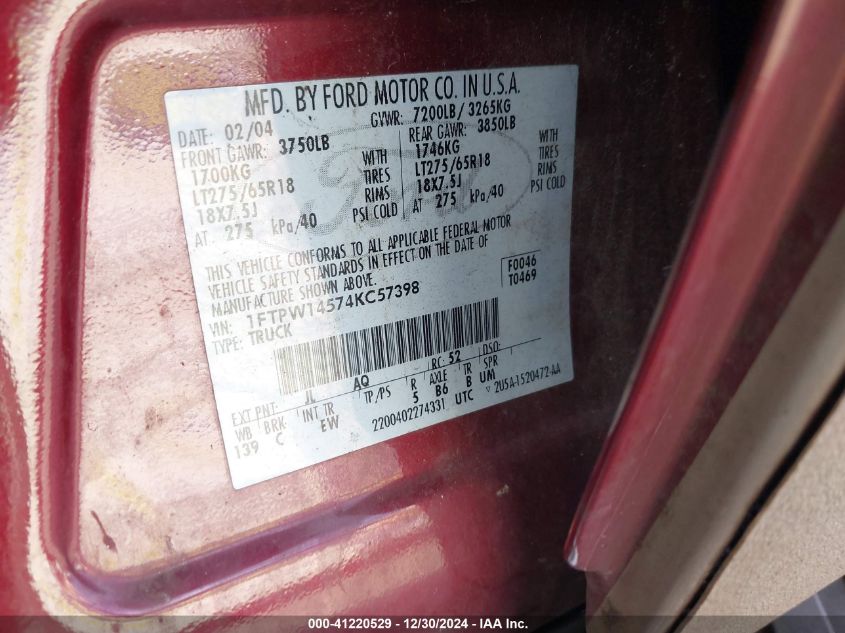 MFD. BY FORD MOTOR CO. IN U.S.A.
DATE: 02/04 GVWR: 7200LB/ 3265KG
FRONT GAWR: 3750LB REAR GAWR: 3850LB
1700KG WITH 1746KG WITH
LT275/65R18 TIRES LT275/65R18 TIRES
18X7.5J RIMS 18X7.5J RIMS
AT 275 kPa/40 PSI COLD AT 275 kPa/40 PSI COLD
Ford
THIS VEHICLE CONFORMS TO ALL APPLICABLE FEDERAL MOTOR
VEHICLE SAFETY STANDARDS IN EFFECT ON THE DATE OF
MANUFACTURE SHOWN ABOVE.
F0046
T0469
VIN: 1FTPW14574KC57398
TYPE: TRUCK
EXT PNT: JL AQ RC: 52 DSO:
WB BRK INT TR TP/PS R AXLE TR SPR
139 C EW 5 B6 B UM
2200402274331 UTC
2U5A-1520472-AA
000-41220529 - 12/30/2024 - IAA Inc.